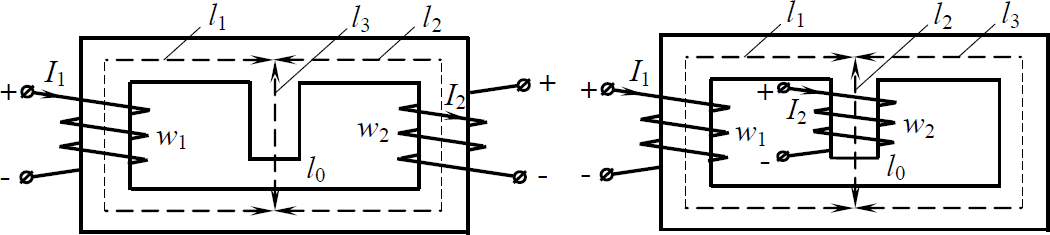 l1 l3 l2
I1 I2
+ +
w1 w2
l0
- -
l1 l2 l3
I1
+ +
I2
w1 w2
- -
l0